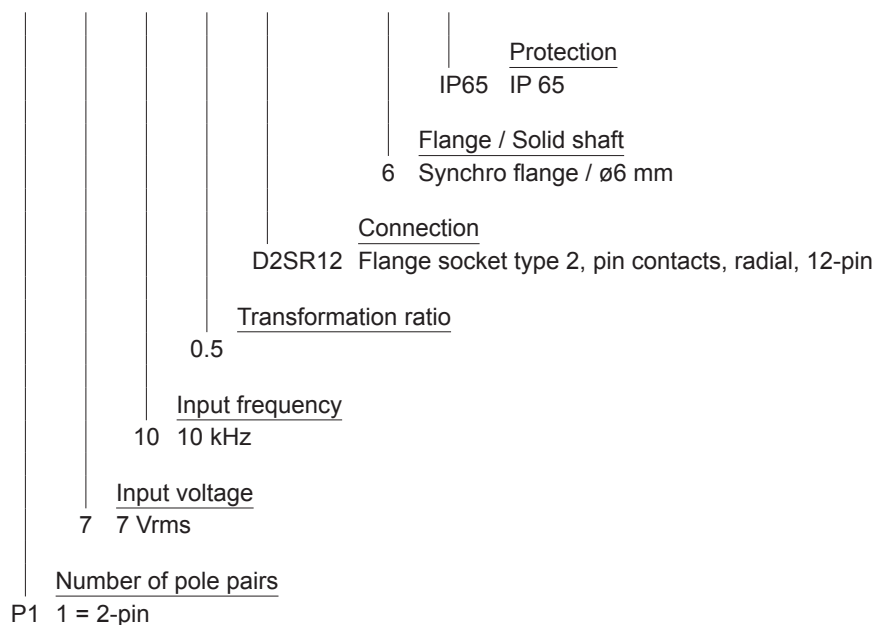 Protection
IP65 IP 65
Flange / Solid shaft
6 Synchro flange / ø6 mm
Connection
D2SR12 Flange socket type 2, pin contacts, radial, 12-pin
Transformation ratio
0.5
Input frequency
10 10 kHz
Input voltage
7 7 Vrms
Number of pole pairs
P1 1 = 2-pin